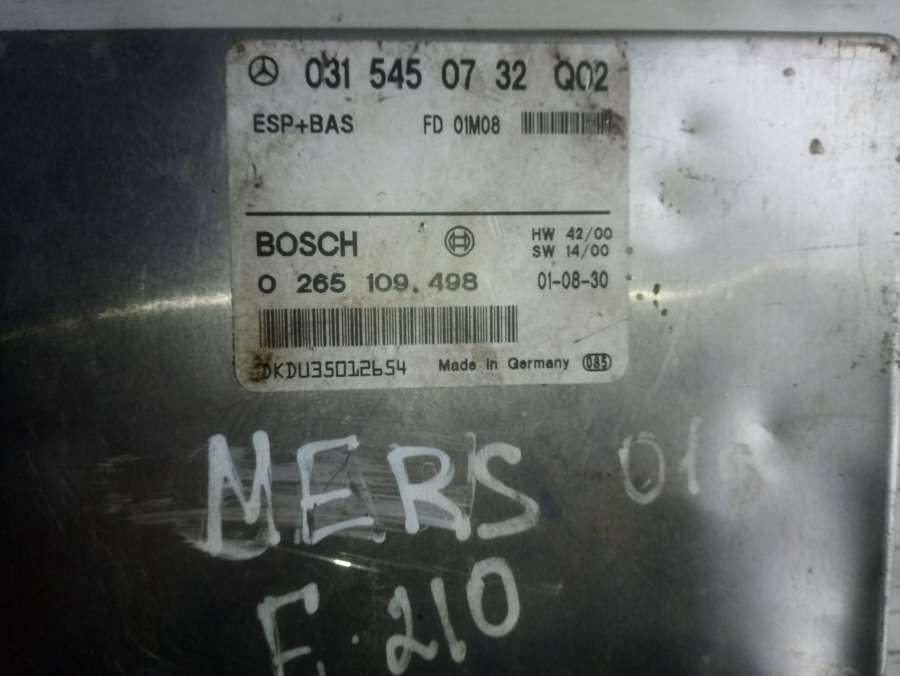 031 545 07 32 Q02
ESP+BAS FD 01M08
BOSCH HW 42/00
SW 14/00
0 265 109.498 01-08-30
DKDU35012654 Made in Germany 085
MERS
E.210